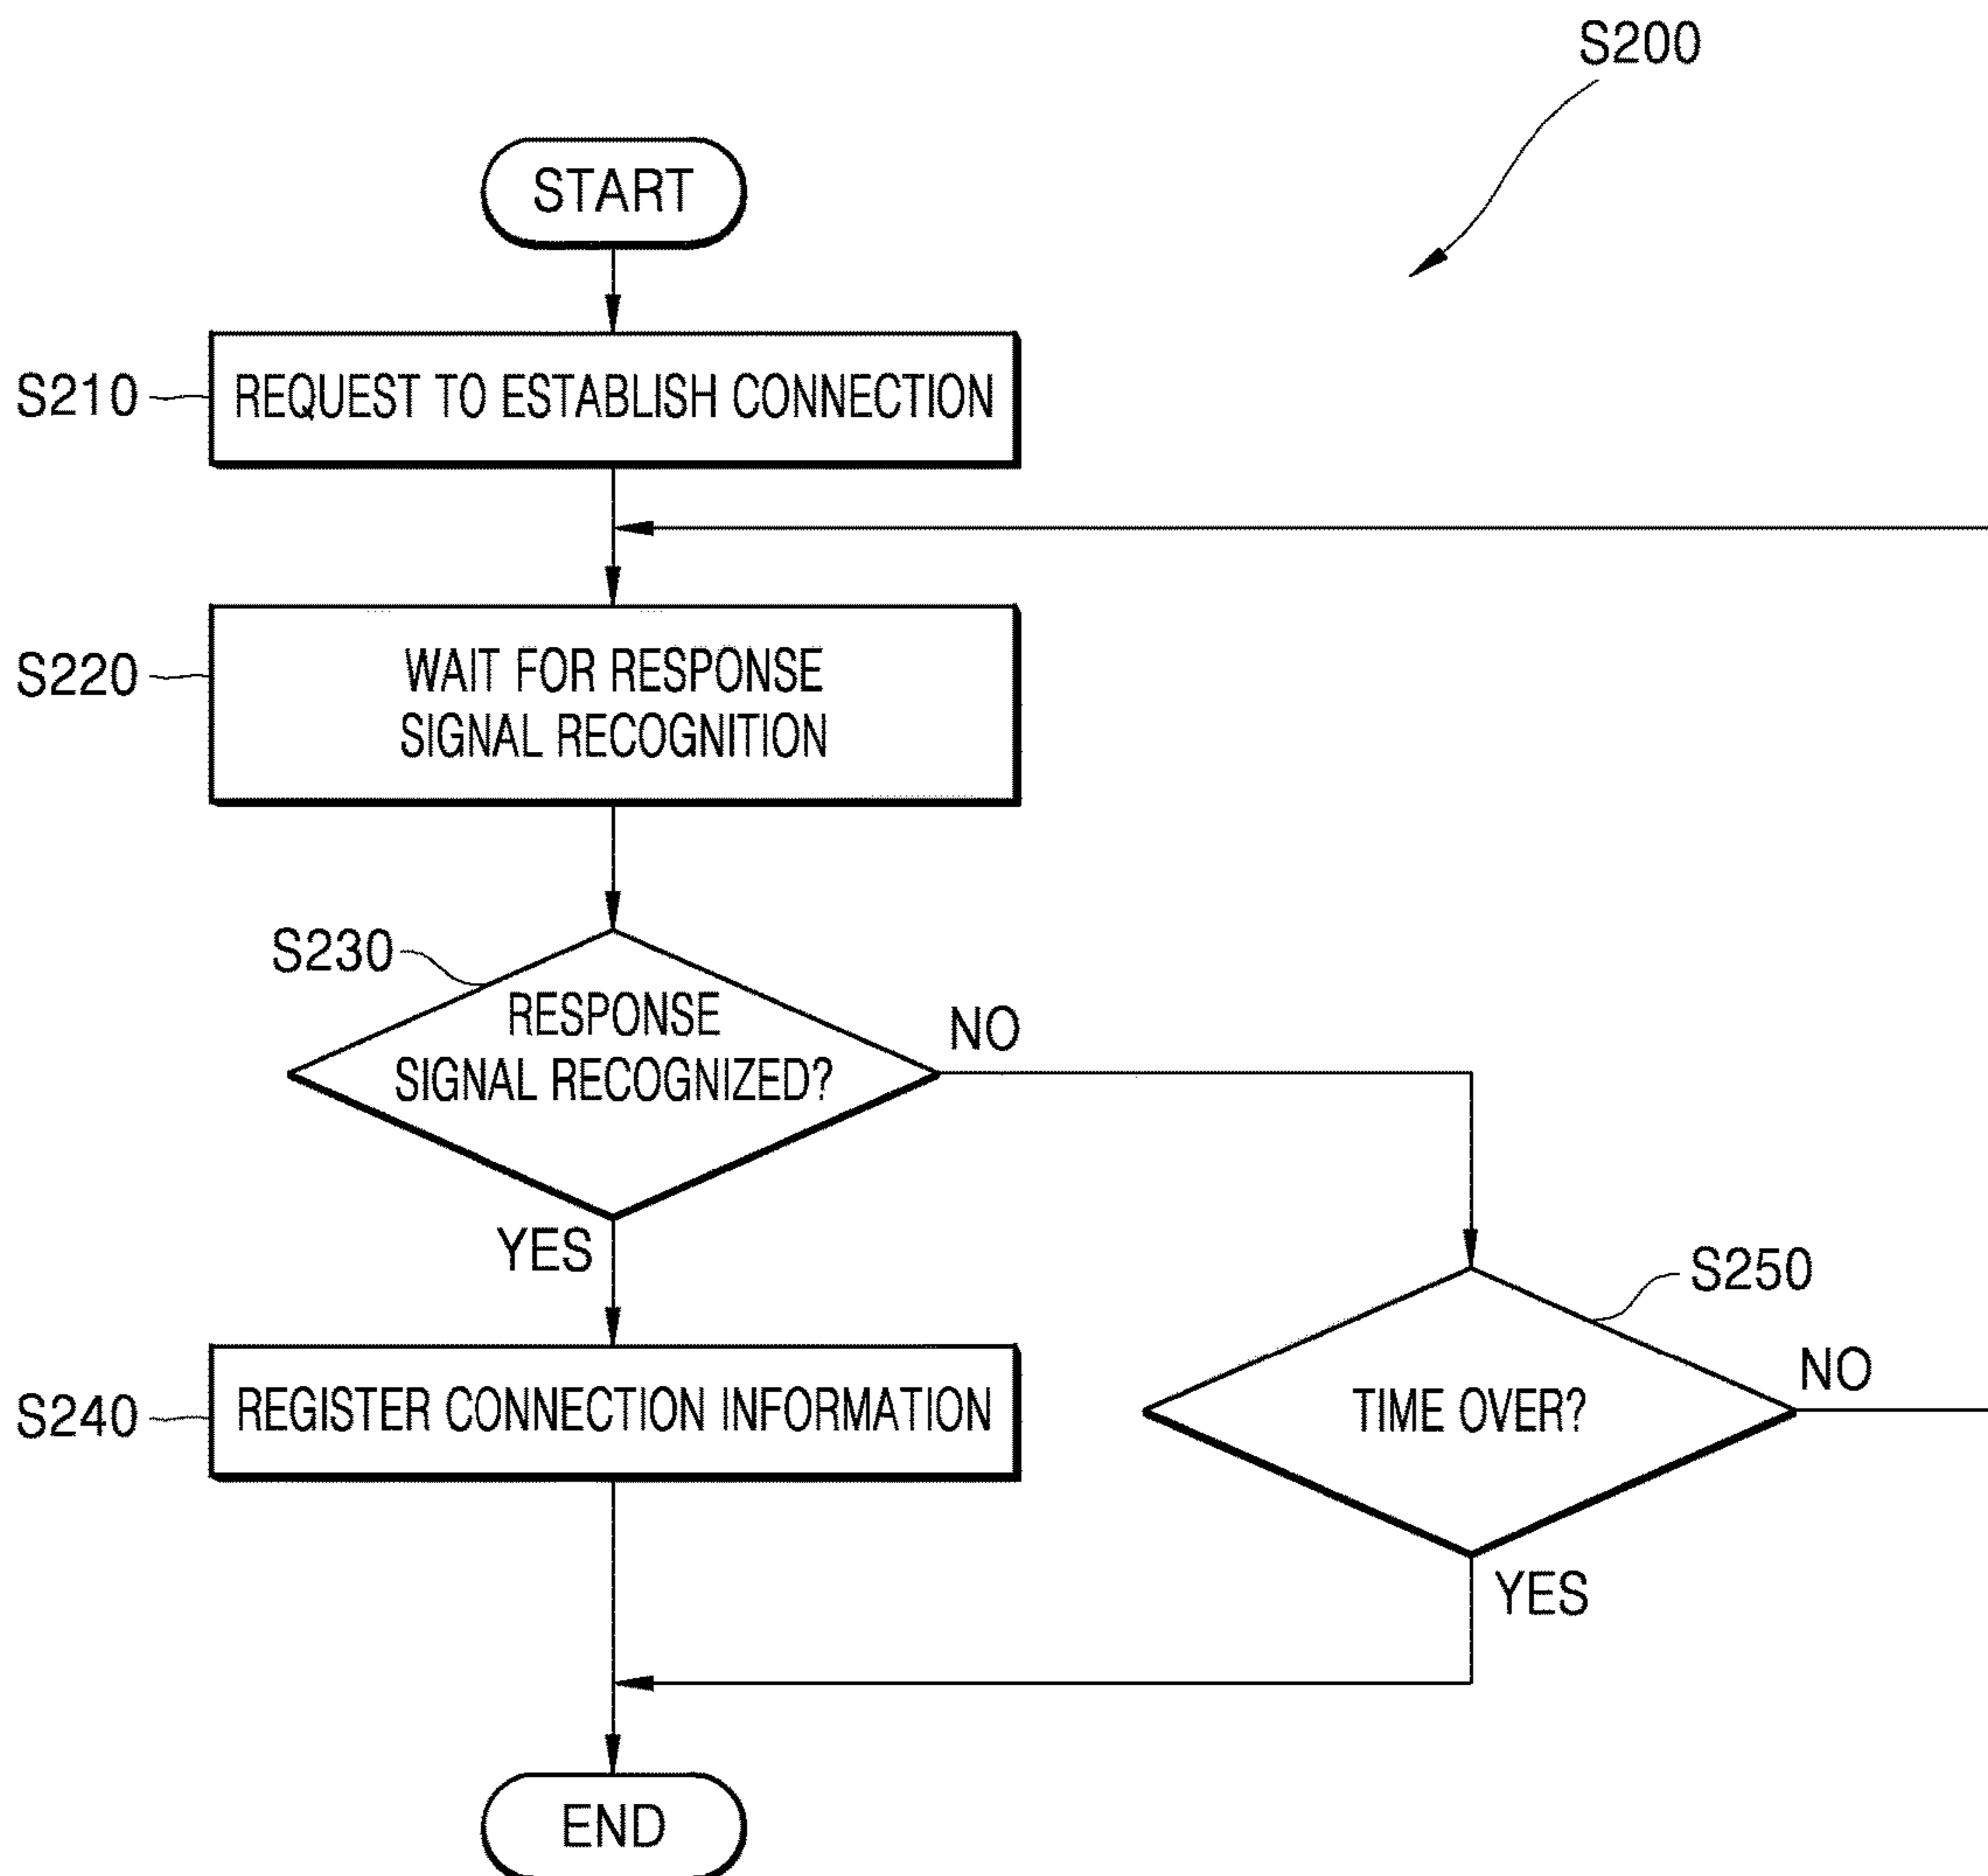 S200
START
S210
REQUEST TO ESTABLISH CONNECTION
S220
WAIT FOR RESPONSE
SIGNAL RECOGNITION
S230
RESPONSE
SIGNAL RECOGNIZED?
NO
YES
S250
S240
REGISTER CONNECTION INFORMATION
TIME OVER?
NO
YES
END